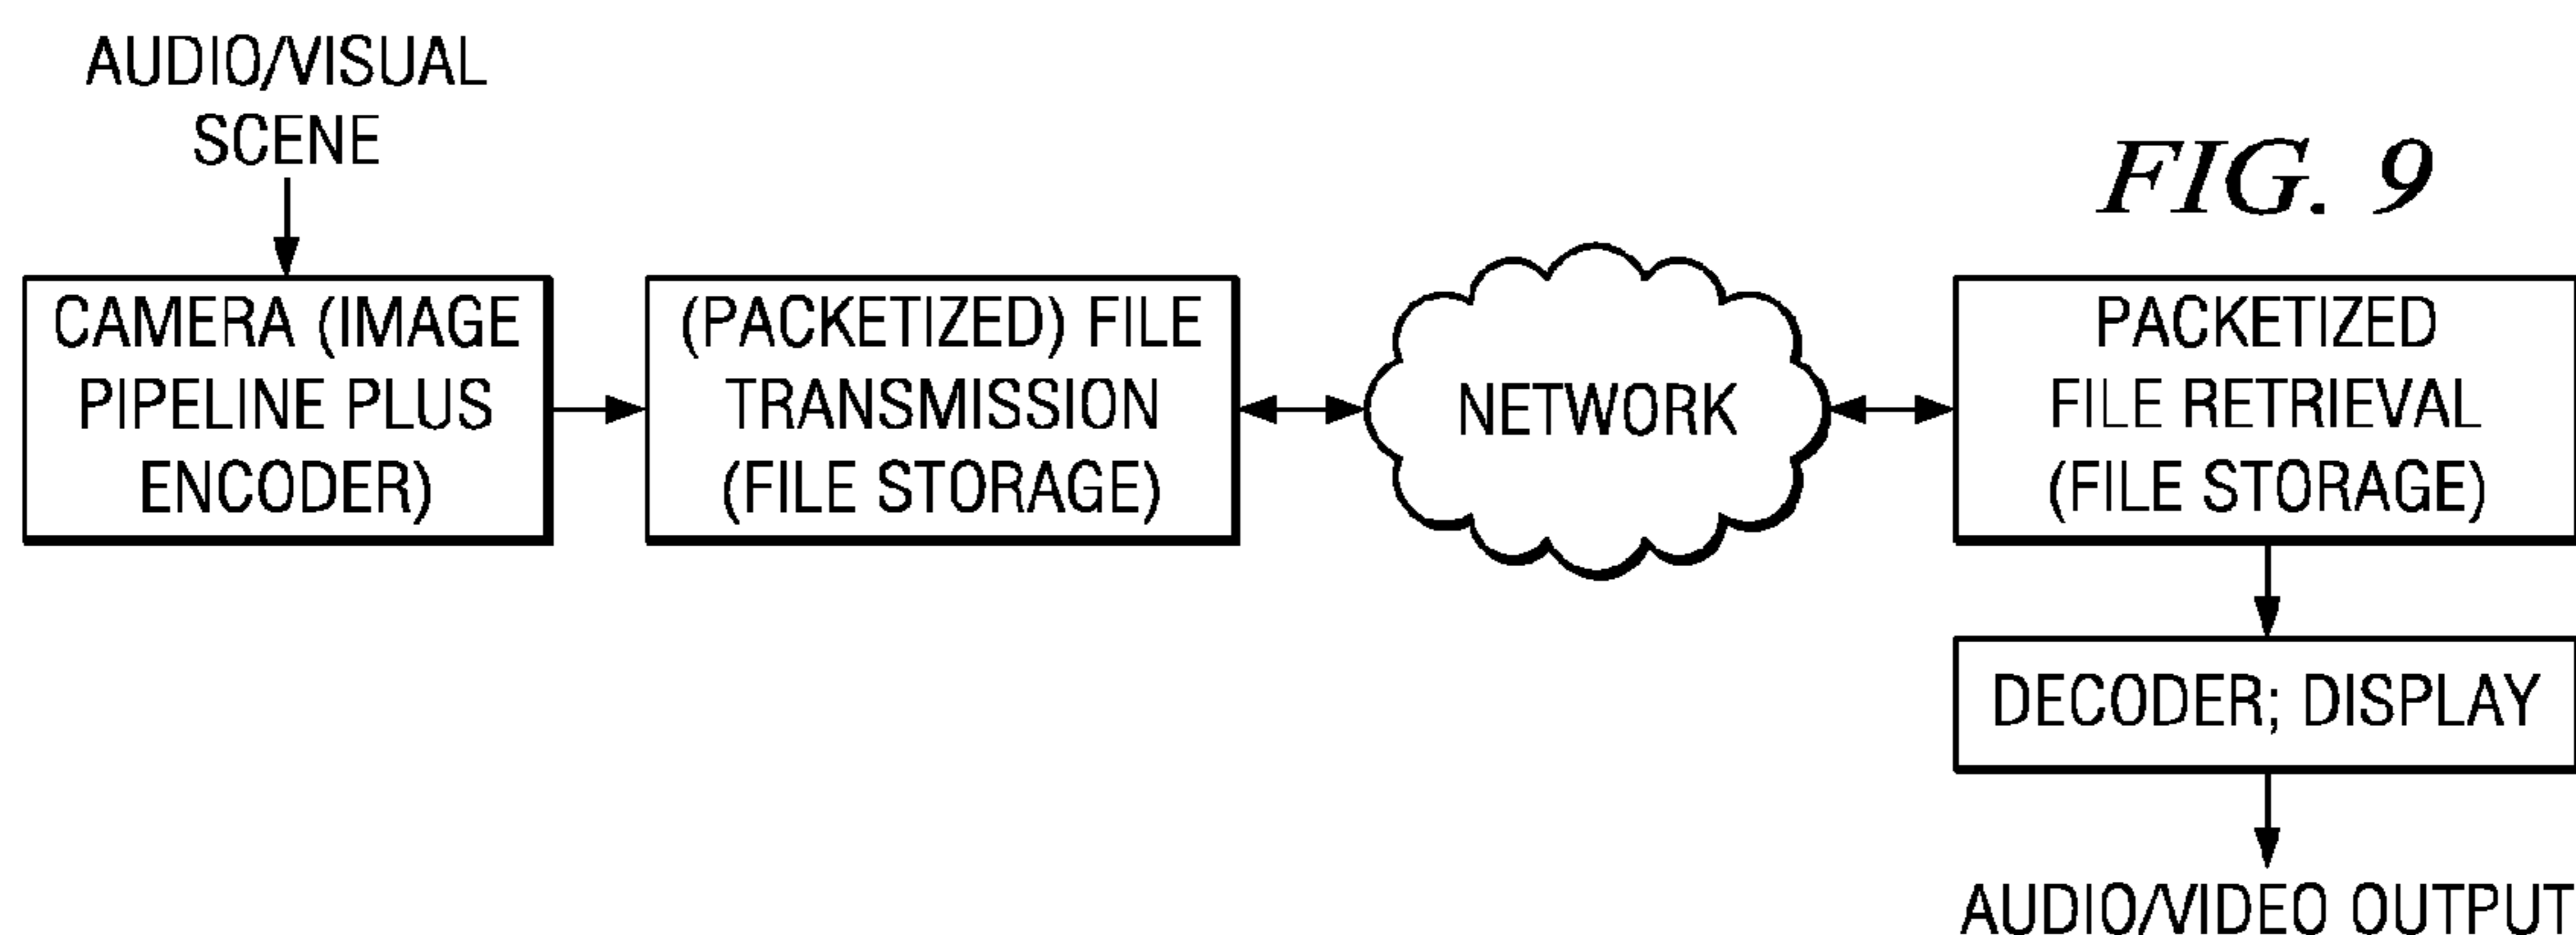 AUDIO/VISUAL
SCENE
FIG. 9
CAMERA (IMAGE
PIPELINE PLUS
ENCODER)
(PACKETIZED) FILE
TRANSMISSION
(FILE STORAGE)
NETWORK
PACKETIZED
FILE RETRIEVAL
(FILE STORAGE)
DECODER; DISPLAY
AUDIO/VIDEO OUTPUT